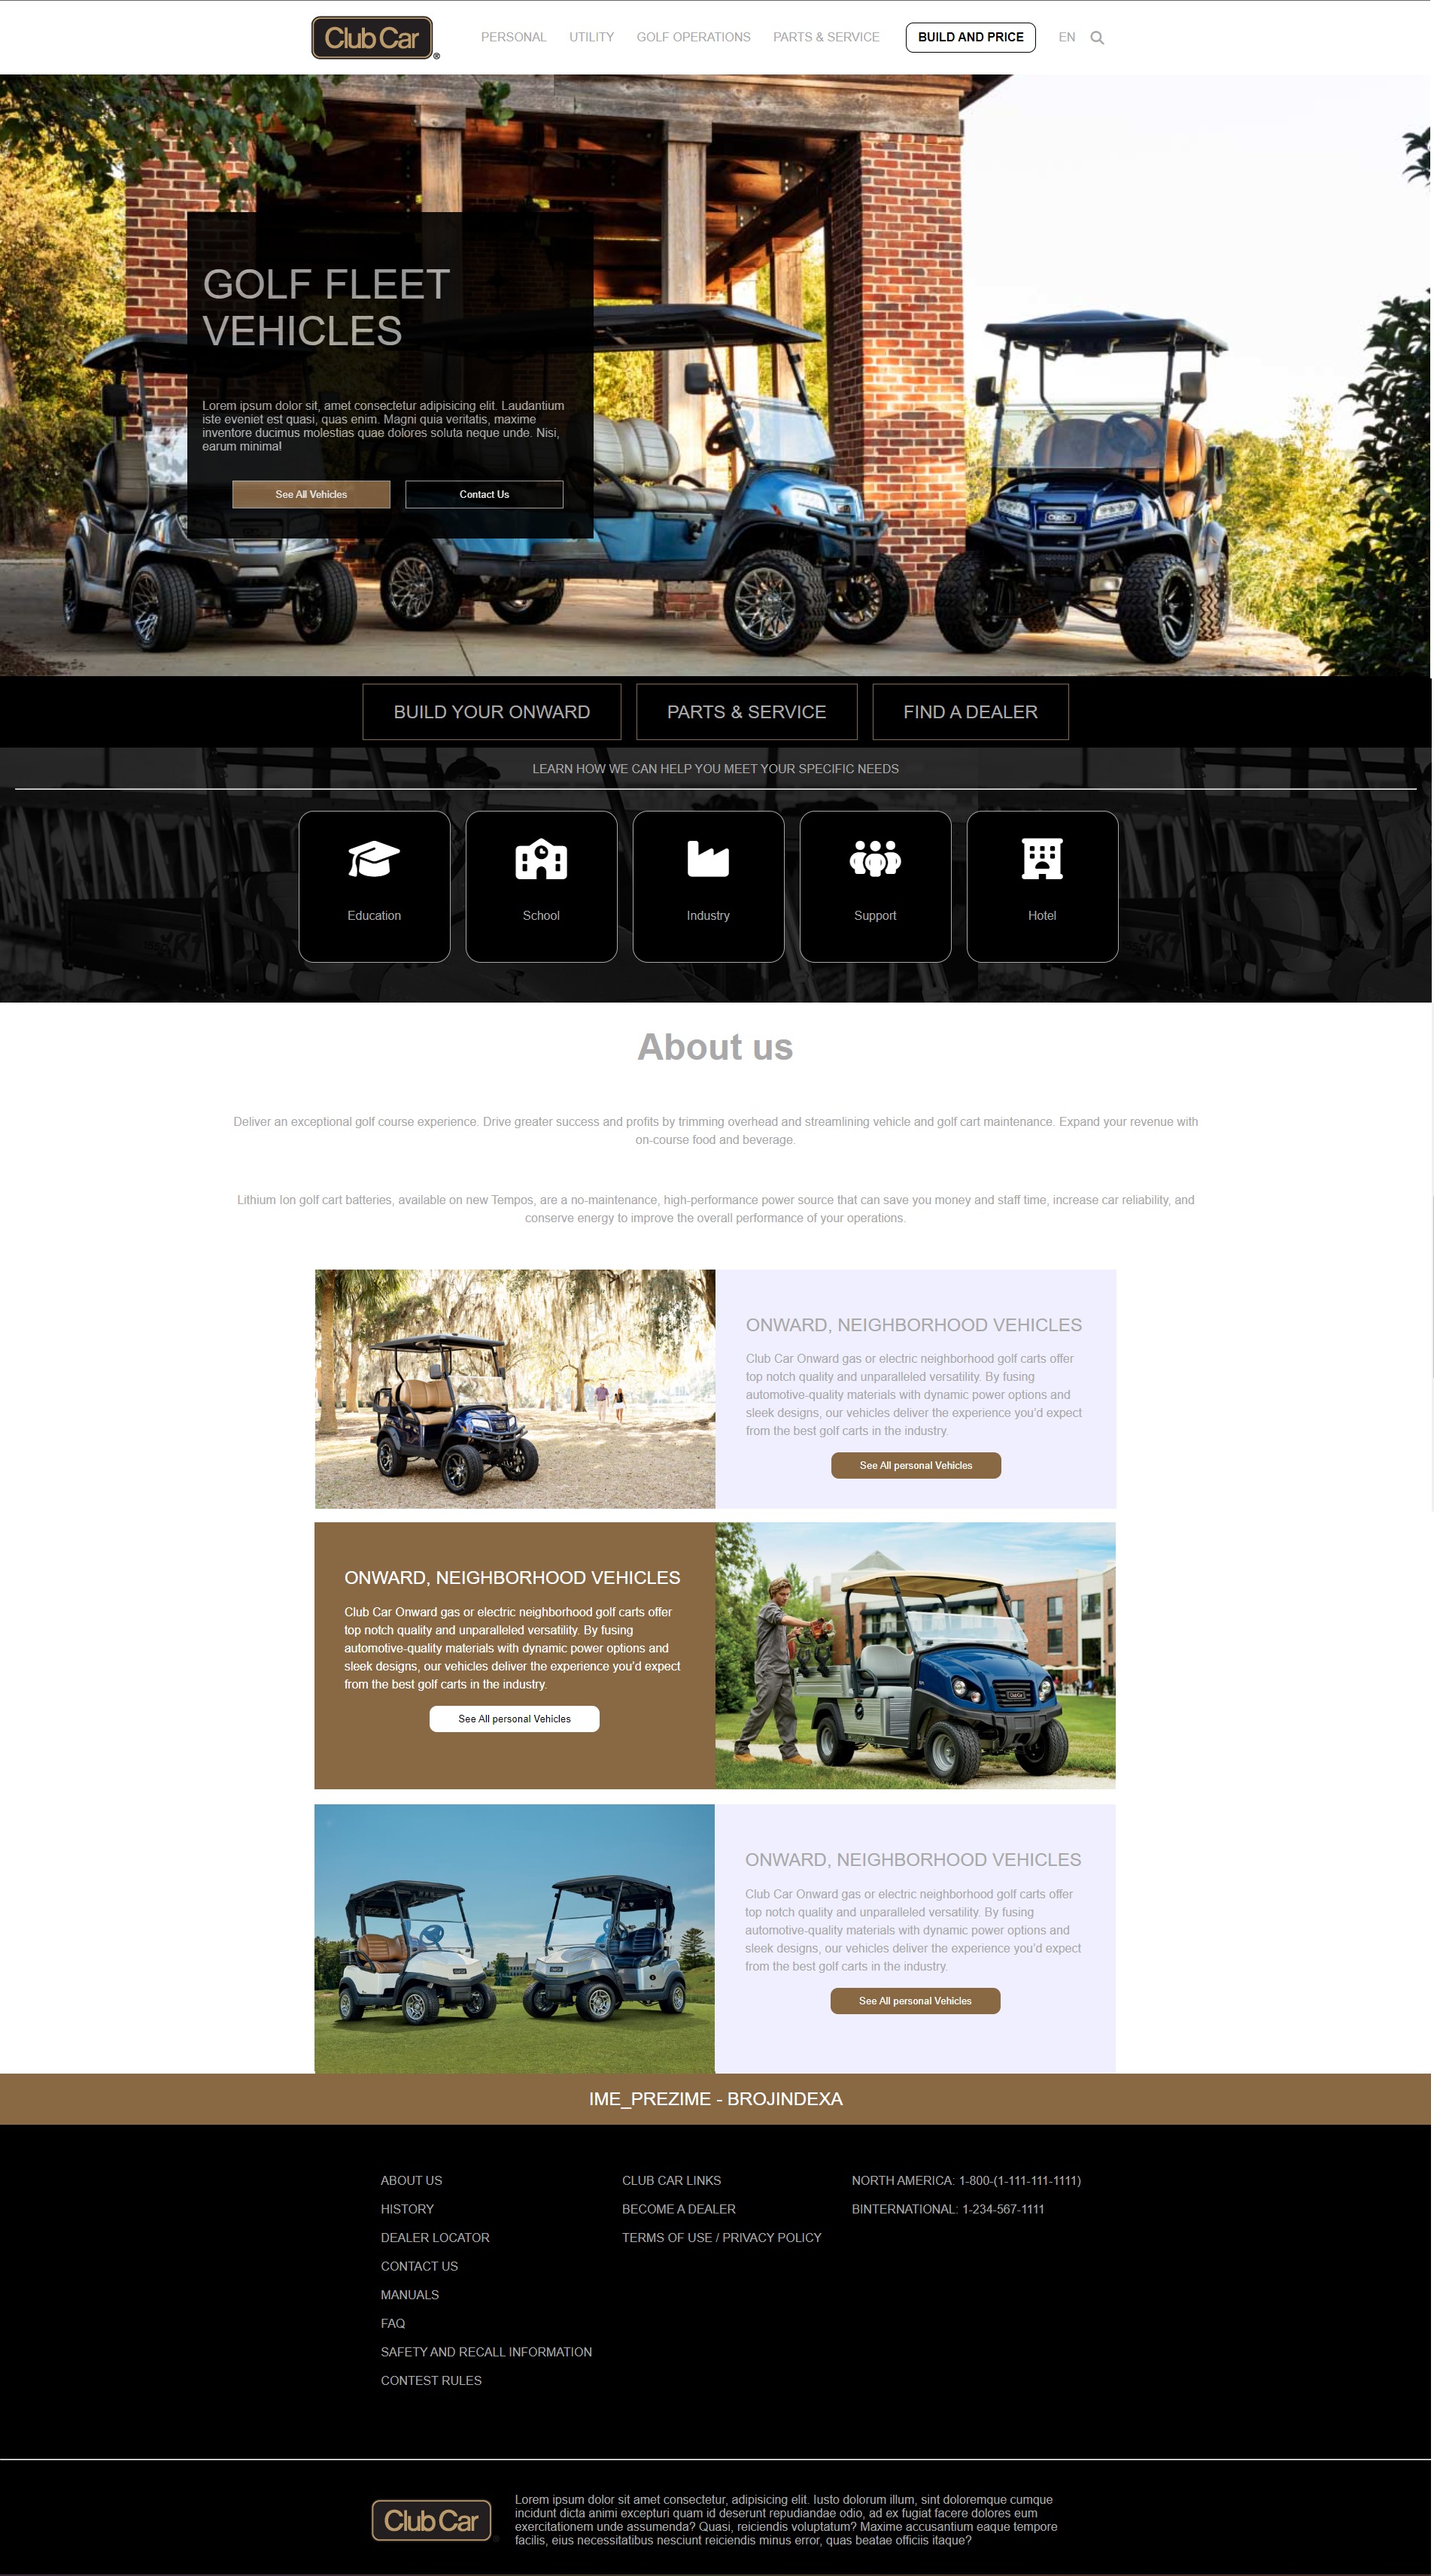 Club Car ®
PERSONAL UTILITY GOLF OPERATIONS PARTS & SERVICE BUILD AND PRICE EN
GOLF FLEET
VEHICLES
Lorem ipsum dolor sit, amet consectetur adipisicing elit. Laudantium
iste eveniet est quasi, quas enim. Magni quia veritatis, maxime
inventore ducimus molestias quae dolores soluta neque unde. Nisi,
earum minima!
See All Vehicles Contact Us
Club Car
BUILD YOUR ONWARD PARTS & SERVICE FIND A DEALER
LEARN HOW WE CAN HELP YOU MEET YOUR SPECIFIC NEEDS
Education School Industry Support Hotel
About us
Deliver an exceptional golf course experience. Drive greater success and profits by trimming overhead and streamlining vehicle and golf cart maintenance. Expand your revenue with
on-course food and beverage.
Lithium Ion golf cart batteries, available on new Tempos, are a no-maintenance, high-performance power source that can save you money and staff time, increase car reliability, and
conserve energy to improve the overall performance of your operations.
ONWARD, NEIGHBORHOOD VEHICLES
Club Car Onward gas or electric neighborhood golf carts offer
top notch quality and unparalleled versatility. By fusing
automotive-quality materials with dynamic power options and
sleek designs, our vehicles deliver the experience you'd expect
from the best golf carts in the industry.
See All personal Vehicles
ONWARD, NEIGHBORHOOD VEHICLES
Club Car Onward gas or electric neighborhood golf carts offer
top notch quality and unparalleled versatility. By fusing
automotive-quality materials with dynamic power options and
sleek designs, our vehicles deliver the experience you'd expect
from the best golf carts in the industry.
See All personal Vehicles
Club Car
ONWARD, NEIGHBORHOOD VEHICLES
Club Car Onward gas or electric neighborhood golf carts offer
top notch quality and unparalleled versatility. By fusing
automotive-quality materials with dynamic power options and
sleek designs, our vehicles deliver the experience you'd expect
from the best golf carts in the industry.
See All personal Vehicles
IME_PREZIME - BROJINDEXA
ABOUT US
HISTORY
DEALER LOCATOR
CONTACT US
MANUALS
FAQ
SAFETY AND RECALL INFORMATION
CONTEST RULES
CLUB CAR LINKS
BECOME A DEALER
TERMS OF USE / PRIVACY POLICY
NORTH AMERICA: 1-800-(1-111-111-1111)
BINTERNATIONAL: 1-234-567-1111
Club Car
Lorem ipsum dolor sit amet consectetur, adipisicing elit. Iusto dolorum illum, sint doloremque cumque
incidunt dicta animi excepturi quam id deserunt repudiandae odio, ad ex fugiat facere dolores eum
exercitationem unde assumenda? Quasi, reiciendis voluptatum? Maxime accusantium eaque tempore
facilis, eius necessitatibus nesciunt reiciendis minus error, quas beatae officiis itaque?